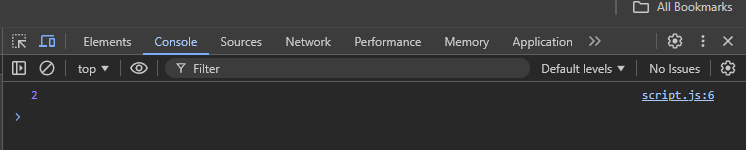 All Bookmarks
Elements Console Sources Network Performance Memory Application
top Filter Default levels No Issues
2 script.js:6